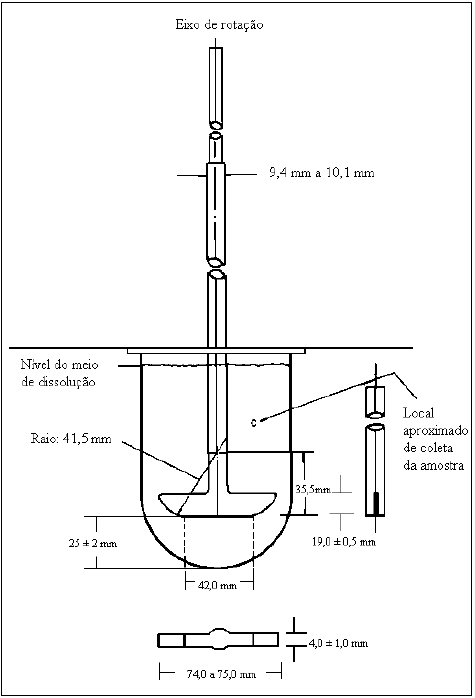 Eixo de rotação
9,4 mm a 10,1 mm
Nível do meio
de dissolução
Local
aproximado
de coleta
da amostra
Raio: 41,5 mm
35,5mm
25 ± 2 mm
19,0 ± 0,5 mm
42,0 mm
4,0 ± 1,0 mm
74,0 a 75,0 mm